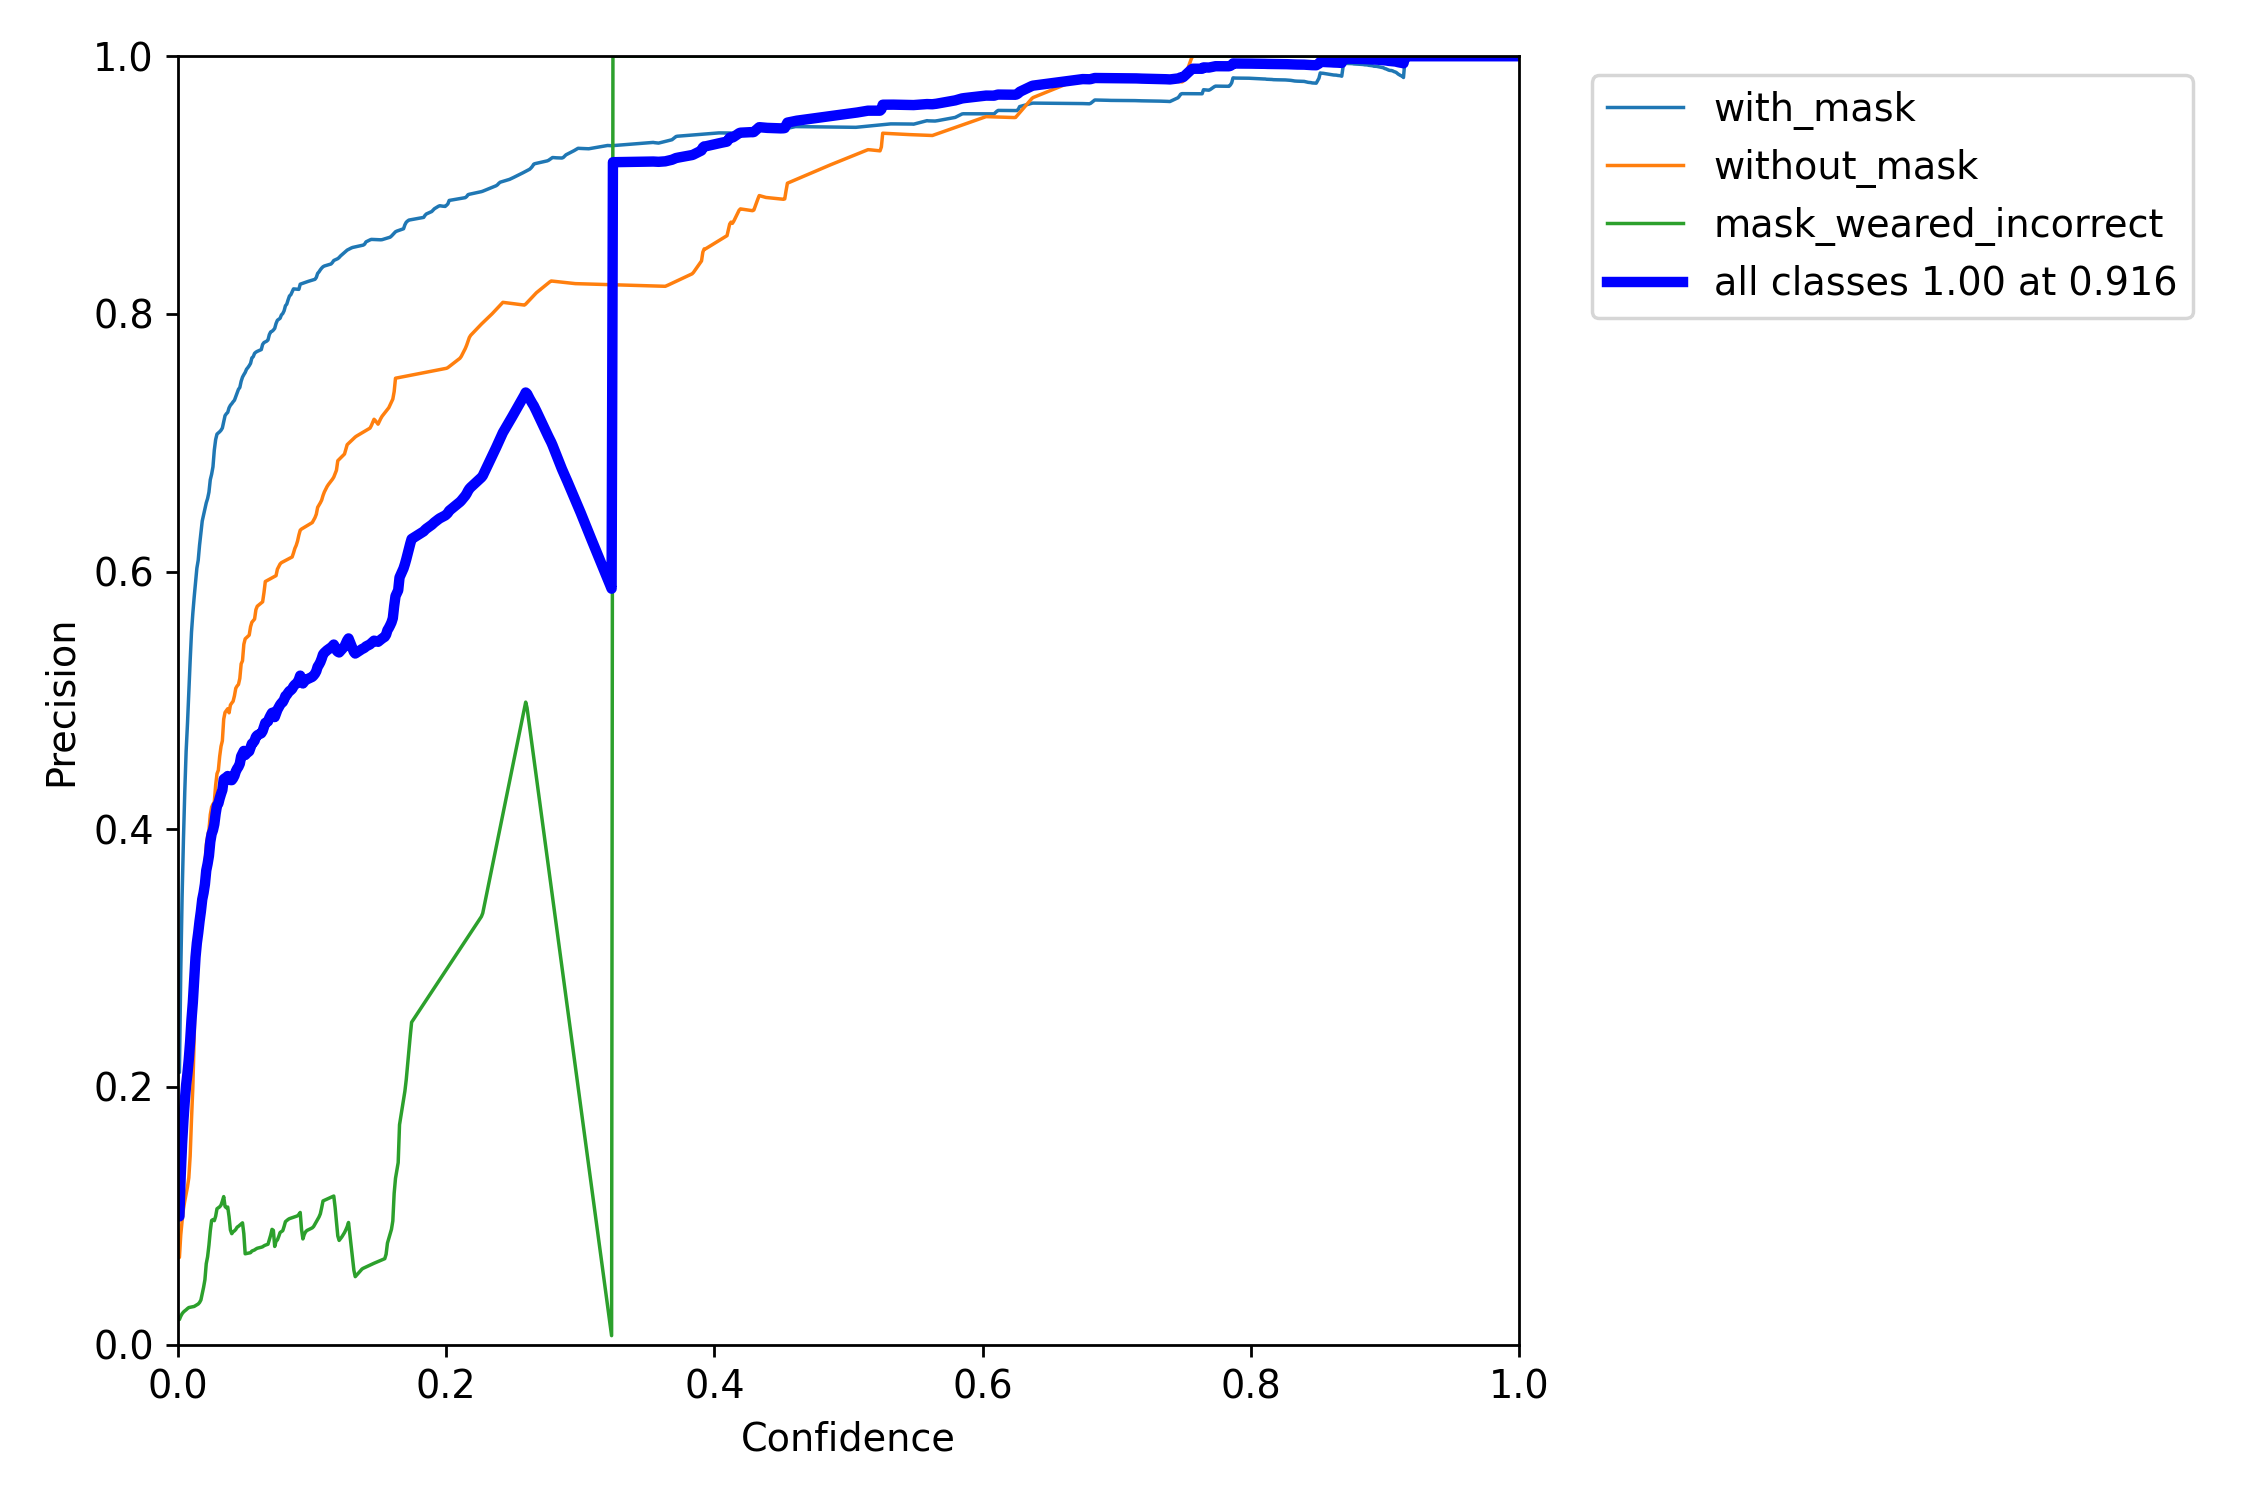 1.0
0.8
0.6
0.4
0.2
0.0
0.0 0.2 0.4 0.6 0.8 1.0
Precision
Confidence
with_mask
without_mask
mask_weared_incorrect
all classes 1.00 at 0.916